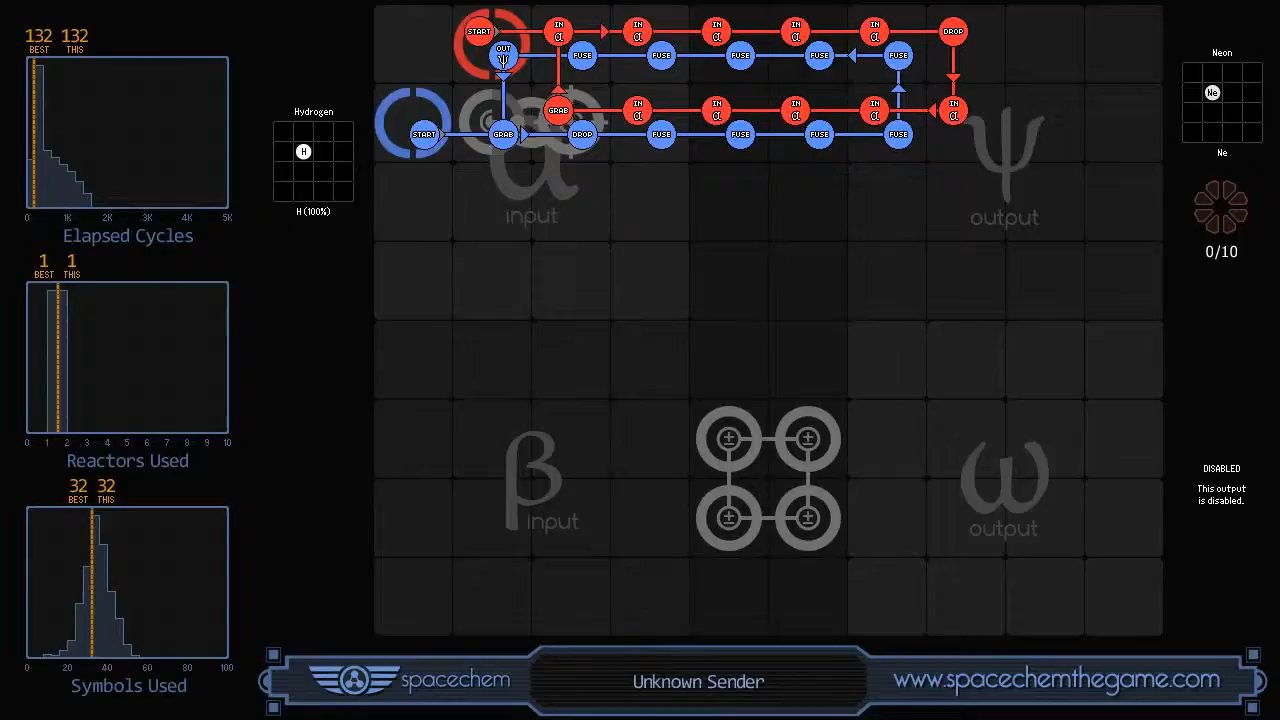 132 132
BEST THIS
0 1K 2K 3K 4K 5K
Elapsed Cycles
1 1
BEST THIS
0 1 2 3 4 5 6 7 8 9 10
Reactors Used
32 32
BEST THIS
0 20 40 60 80 100
Symbols Used
Hydrogen
H
H (100%)
START IN α IN α IN α IN α IN α DROP
OUT ψ FUSE FUSE FUSE FUSE FUSE
GRAB IN α IN α IN α IN α IN α
START GRAB DROP FUSE FUSE FUSE FUSE
α
input
ψ
output
β
input
ω
output
± ±
± ±
Neon
Ne
Ne
0/10
DISABLED
This output
is disabled.
spacechem
Unknown Sender
www.spacechemthegame.com